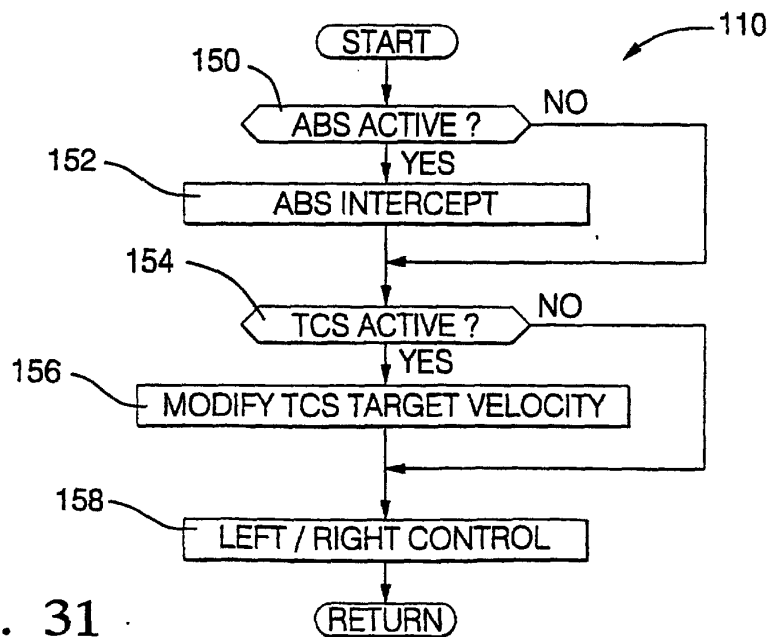 110
START
150
ABS ACTIVE ?
NO
YES
152
ABS INTERCEPT
154
TCS ACTIVE ?
NO
YES
156
MODIFY TCS TARGET VELOCITY
158
LEFT / RIGHT CONTROL
RETURN
. 31